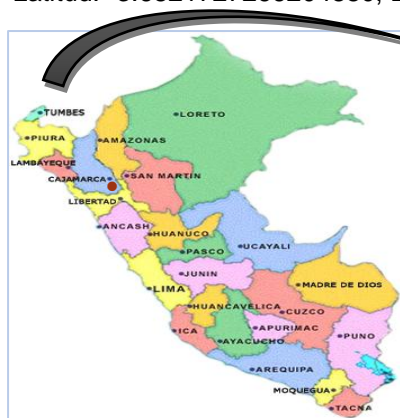 TUMBES
LORETO
PIURA
AMAZONAS
LAMBAYEQUE
CAJAMARCA
SAN MARTIN
LIBERTAD
ANCASH
HUANUCO
UCAYALI
PASCO
JUNIN
LIMA
MADRE DE DIOS
HUANCAVELICA
CUZCO
ICA
APURIMAC
PUNO
AYACUCHO
AREQUIPA
MOQUEGUA
TACNA